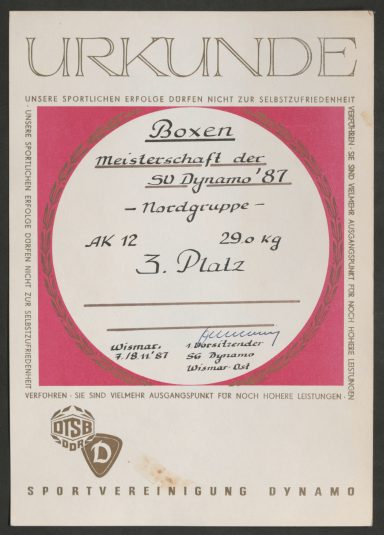 URKUNDE
UNSERE SPORTLICHEN ERFOLGE DÜRFEN NICHT ZUR SELBSTZUFRIEDENHEIT
VERFÜHREN · SIE SIND VIELMEHR AUSGANGSPUNKT FÜR NOCH HÖHERE LEISTUNGEN
UNSERE SPORTLICHEN ERFOLGE DÜRFEN NICHT ZUR SELBSTZUFRIEDENHEIT
VERFÜHREN · SIE SIND VIELMEHR AUSGANGSPUNKT FÜR NOCH HÖHERE LEISTUNGEN ·
Boxen
Meisterschaft der
SV Dynamo '87
- Nordgruppe -
AK 12 29.0 kg
3. Platz
Wismar, 1. Vorsitzender
7./8.11.'87 SG Dynamo
Wismar-Ost
DTSB
DDR
D
SPORTVEREINIGUNG DYNAMO